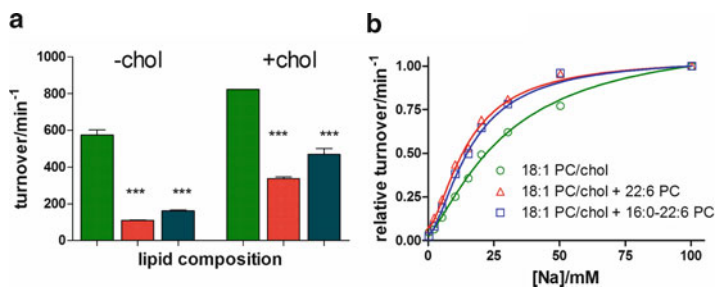 a
-chol
+chol
turnover/min⁻¹
1000
800
600
400
200
0
***
***
***
***
lipid composition
b
relative turnover/min⁻¹
1.00
0.75
0.50
0.25
0.00
18:1 PC/chol
18:1 PC/chol + 22:6 PC
18:1 PC/chol + 16:0-22:6 PC
0
25
50
75
100
[Na]/mM